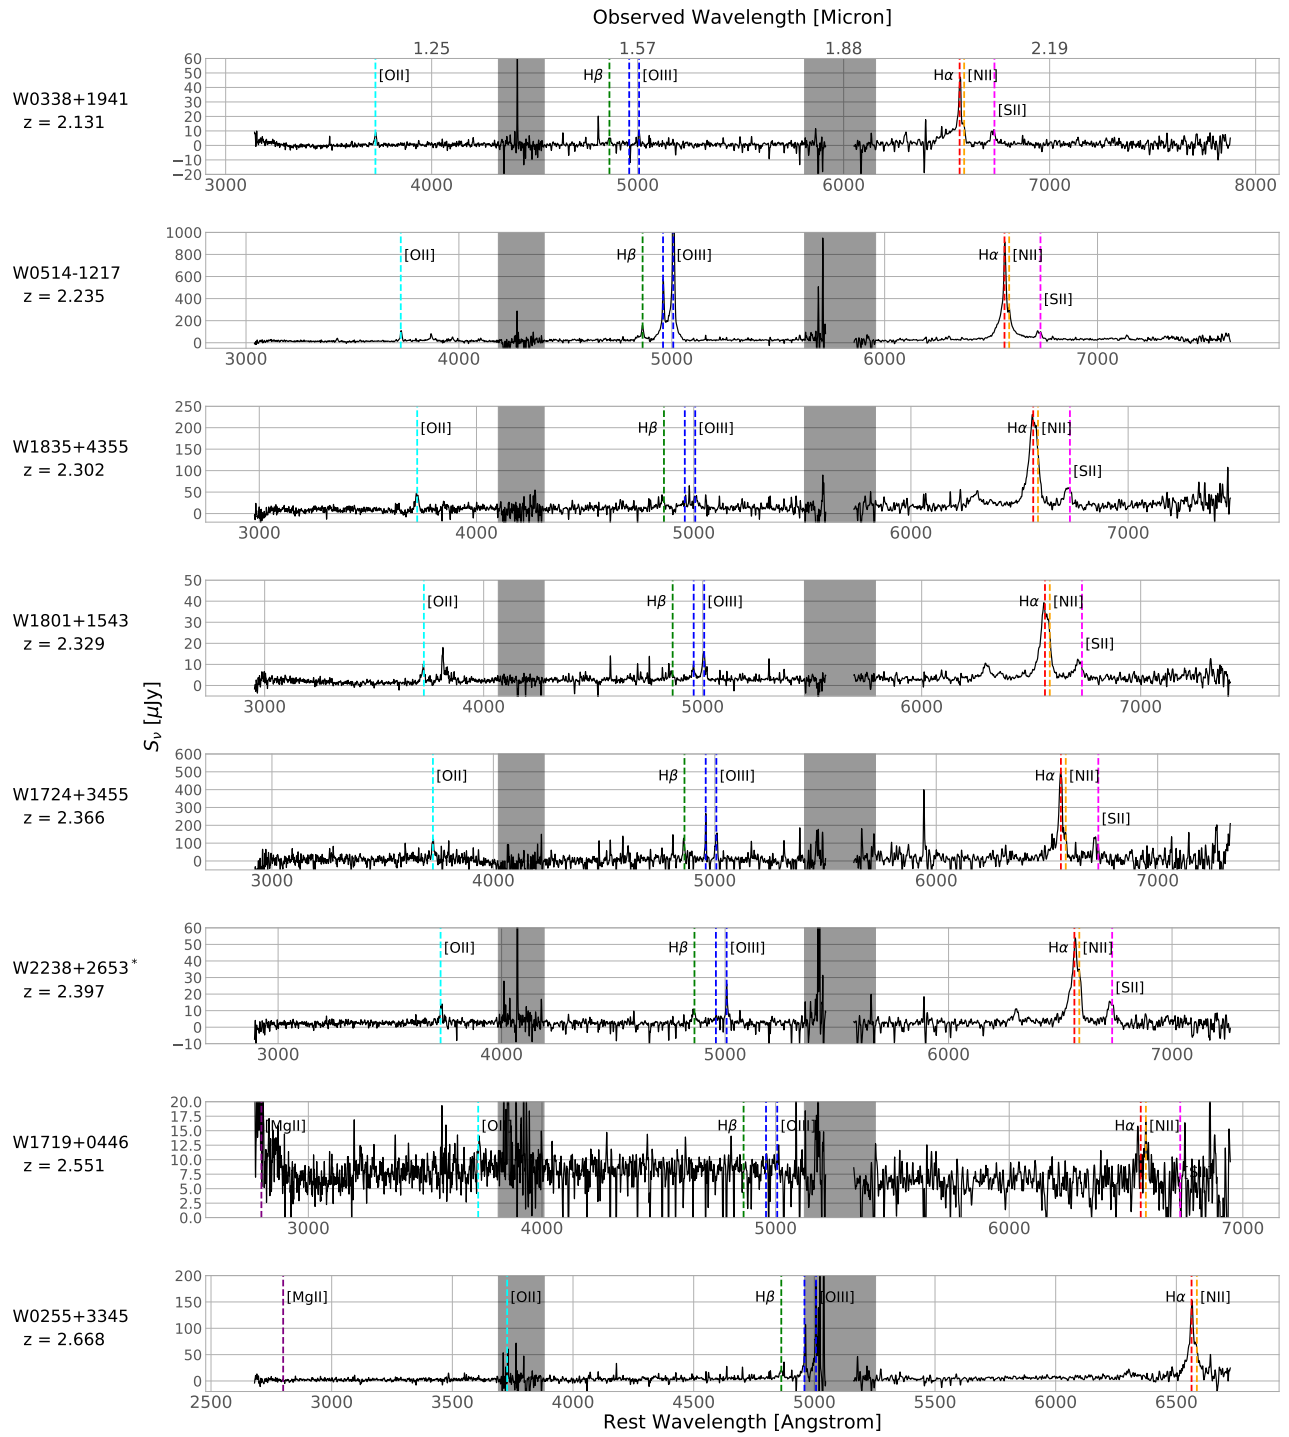 Observed Wavelength [Micron]
1.25 1.57 1.88 2.19
W0338+1941
z = 2.131
60
50
40
30
20
10
0
−10
−20
[OII] Hβ [OIII] Hα [NII]
[SII]
3000 4000 5000 6000 7000 8000
W0514-1217
z = 2.235
1000
800
600
400
200
0
[OII] Hβ [OIII] Hα [NII]
[SII]
3000 4000 5000 6000 7000
W1835+4355
z = 2.302
250
200
150
100
50
0
[OII] Hβ [OIII] Hα [NII]
[SII]
3000 4000 5000 6000 7000
W1801+1543
z = 2.329
50
40
30
20
10
0
[OII] Hβ [OIII] Hα [NII]
[SII]
3000 4000 5000 6000 7000
Sν [μJy]
W1724+3455
z = 2.366
600
500
400
300
200
100
0
[OII] Hβ [OIII] Hα [NII]
[SII]
3000 4000 5000 6000 7000
W2238+2653*
z = 2.397
60
50
40
30
20
10
0
−10
[OII] Hβ [OIII] Hα [NII]
[SII]
3000 4000 5000 6000 7000
W1719+0446
z = 2.551
20.0
17.5
15.0
12.5
10.0
7.5
5.0
2.5
0.0
[MgII] [OII] Hβ [OIII] Hα [NII]
3000 4000 5000 6000 7000
W0255+3345
z = 2.668
200
150
100
50
0
[MgII] [OII] Hβ [OIII] Hα [NII]
2500 3000 3500 4000 4500 5000 5500 6000 6500
Rest Wavelength [Angstrom]